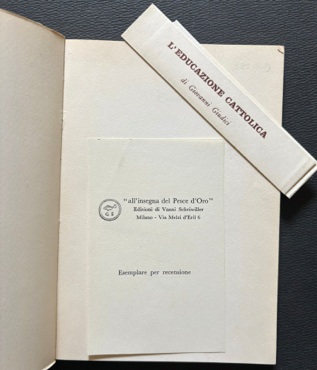 L'EDUCAZIONE CATTOLICA
di Giovanni Giudici
"all'insegna del Pesce d'Oro"
Edizioni di Vanni Scheiwiller
Milano - Via Melzi d'Eril 6
Esemplare per recensione